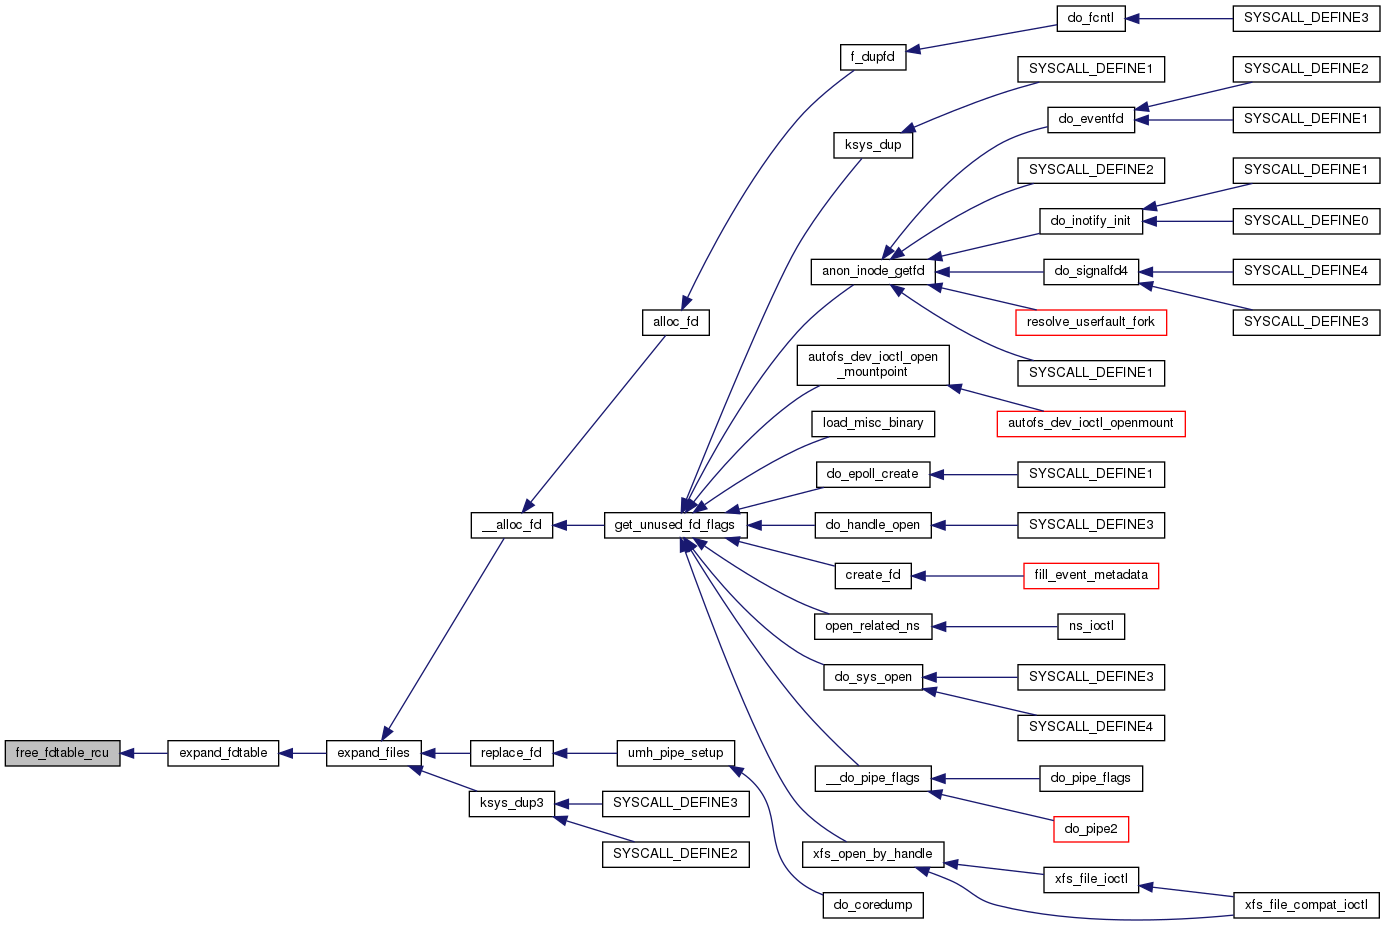 do_fcntl
SYSCALL_DEFINE3
f_dupfd
SYSCALL_DEFINE1
SYSCALL_DEFINE2
do_eventfd
SYSCALL_DEFINE1
ksys_dup
SYSCALL_DEFINE2
SYSCALL_DEFINE1
do_inotify_init
SYSCALL_DEFINE0
anon_inode_getfd
do_signalfd4
SYSCALL_DEFINE4
alloc_fd
resolve_userfault_fork
SYSCALL_DEFINE3
autofs_dev_ioctl_open
_mountpoint
SYSCALL_DEFINE1
load_misc_binary
autofs_dev_ioctl_openmount
do_epoll_create
SYSCALL_DEFINE1
__alloc_fd
get_unused_fd_flags
do_handle_open
SYSCALL_DEFINE3
create_fd
fill_event_metadata
open_related_ns
ns_ioctl
do_sys_open
SYSCALL_DEFINE3
SYSCALL_DEFINE4
free_fdtable_rcu
expand_fdtable
expand_files
replace_fd
umh_pipe_setup
__do_pipe_flags
do_pipe_flags
ksys_dup3
SYSCALL_DEFINE3
do_pipe2
SYSCALL_DEFINE2
xfs_open_by_handle
xfs_file_ioctl
do_coredump
xfs_file_compat_ioctl